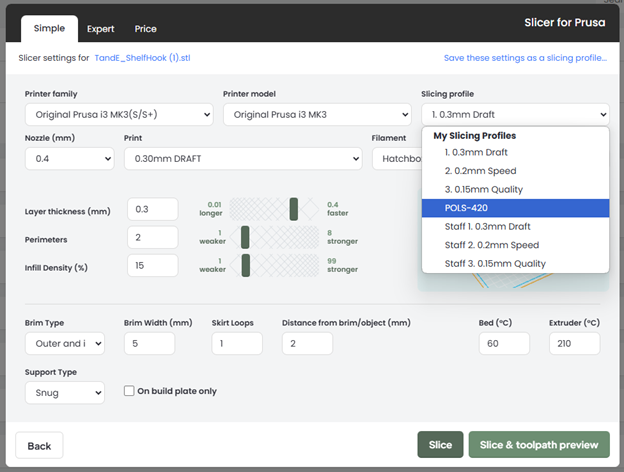 Simple
Expert
Price
Slicer for Prusa
Slicer settings for TandE_ShelfHook (1).stl
Save these settings as a slicing profile...
Printer family
Printer model
Slicing profile
Original Prusa i3 MK3(S/S+)
Original Prusa i3 MK3
1. 0.3mm Draft
My Slicing Profiles
1. 0.3mm Draft
2. 0.2mm Speed
3. 0.15mm Quality
POLS-420
Staff 1. 0.3mm Draft
Staff 2. 0.2mm Speed
Staff 3. 0.15mm Quality
Nozzle (mm)
Print
Filament
0.4
0.30mm DRAFT
Layer thickness (mm)
0.3
0.01
longer
0.4
faster
Perimeters
2
1
weaker
8
stronger
Infill Density (%)
15
1
weaker
99
stronger
Brim Type
Brim Width (mm)
Skirt Loops
Distance from brim/object (mm)
Bed (ºC)
Extruder (ºC)
Outer and i
5
1
2
60
210
Support Type
Snug
On build plate only
Back
Slice
Slice & toolpath preview